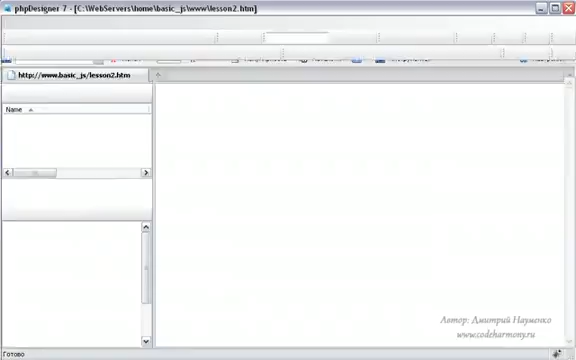 phpDesigner 7 - [C:\WebServers\home\basic_js\www\lesson2.htm]
http://www.basic_js/lesson2.htm
Name
Автор: Дмитрий Науменко
www.codeharmony.ru
Готово